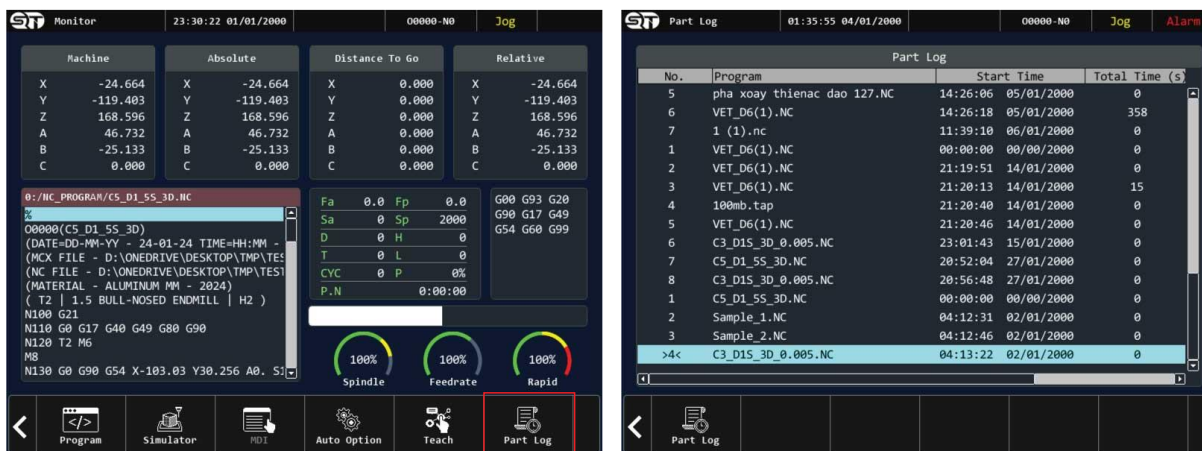 STT Monitor 23:30:22 01/01/2000 O0000-N0 Jog
Machine Absolute Distance To Go Relative
X -24.664 X -24.664 X 0.000 X -24.664
Y -119.403 Y -119.403 Y 0.000 Y -119.403
Z 168.596 Z 168.596 Z 0.000 Z 168.596
A 46.732 A 46.732 A 0.000 A 46.732
B -25.133 B -25.133 B 0.000 B -25.133
C 0.000 C 0.000 C 0.000 C 0.000
0:/NC_PROGRAM/C5_D1_5S_3D.NC
%
O0000(C5_D1_5S_3D)
(DATE=DD-MM-YY - 24-01-24 TIME=HH:MM -
(MCX FILE - D:\ONEDRIVE\DESKTOP\TMP\TES
(NC FILE - D:\ONEDRIVE\DESKTOP\TMP\TEST
(MATERIAL - ALUMINUM MM - 2024)
( T2 | 1.5 BULL-NOSED ENDMILL | H2 )
N100 G21
N110 G0 G17 G40 G49 G80 G90
N120 T2 M6
M8
N130 G0 G90 G54 X-103.03 Y30.256 A0. S1
Fa 0.0 Fp 0.0
Sa 0 Sp 2000
D 0 H 0
T 0 L 0
CYC 0 P 0%
P.N 0:00:00
G00 G93 G20
G90 G17 G49
G54 G60 G99
100% 100% 100%
Spindle Feedrate Rapid
Program Simulator MDI Auto Option Teach Part Log
STT Part Log 01:35:55 04/01/2000 O0000-N0 Jog Alarm
Part Log
No. Program Start Time Total Time (s)
5 pha xoay thienac dao 127.NC 14:26:06 05/01/2000 0
6 VET_D6(1).NC 14:26:18 05/01/2000 358
7 1 (1).nc 11:39:10 06/01/2000 0
1 VET_D6(1).NC 00:00:00 00/00/2000 0
2 VET_D6(1).NC 21:19:51 14/01/2000 0
3 VET_D6(1).NC 21:20:13 14/01/2000 15
4 100mb.tap 21:20:40 14/01/2000 0
5 VET_D6(1).NC 21:20:46 14/01/2000 0
6 C3_D1S_3D_0.005.NC 23:01:43 15/01/2000 0
7 C5_D1_5S_3D.NC 20:52:04 27/01/2000 0
8 C3_D1S_3D_0.005.NC 20:56:48 27/01/2000 0
1 C5_D1_5S_3D.NC 00:00:00 00/00/2000 0
2 Sample_1.NC 04:12:31 02/01/2000 0
3 Sample_2.NC 04:12:46 02/01/2000 0
>4< C3_D1S_3D_0.005.NC 04:13:22 02/01/2000 0
Part Log